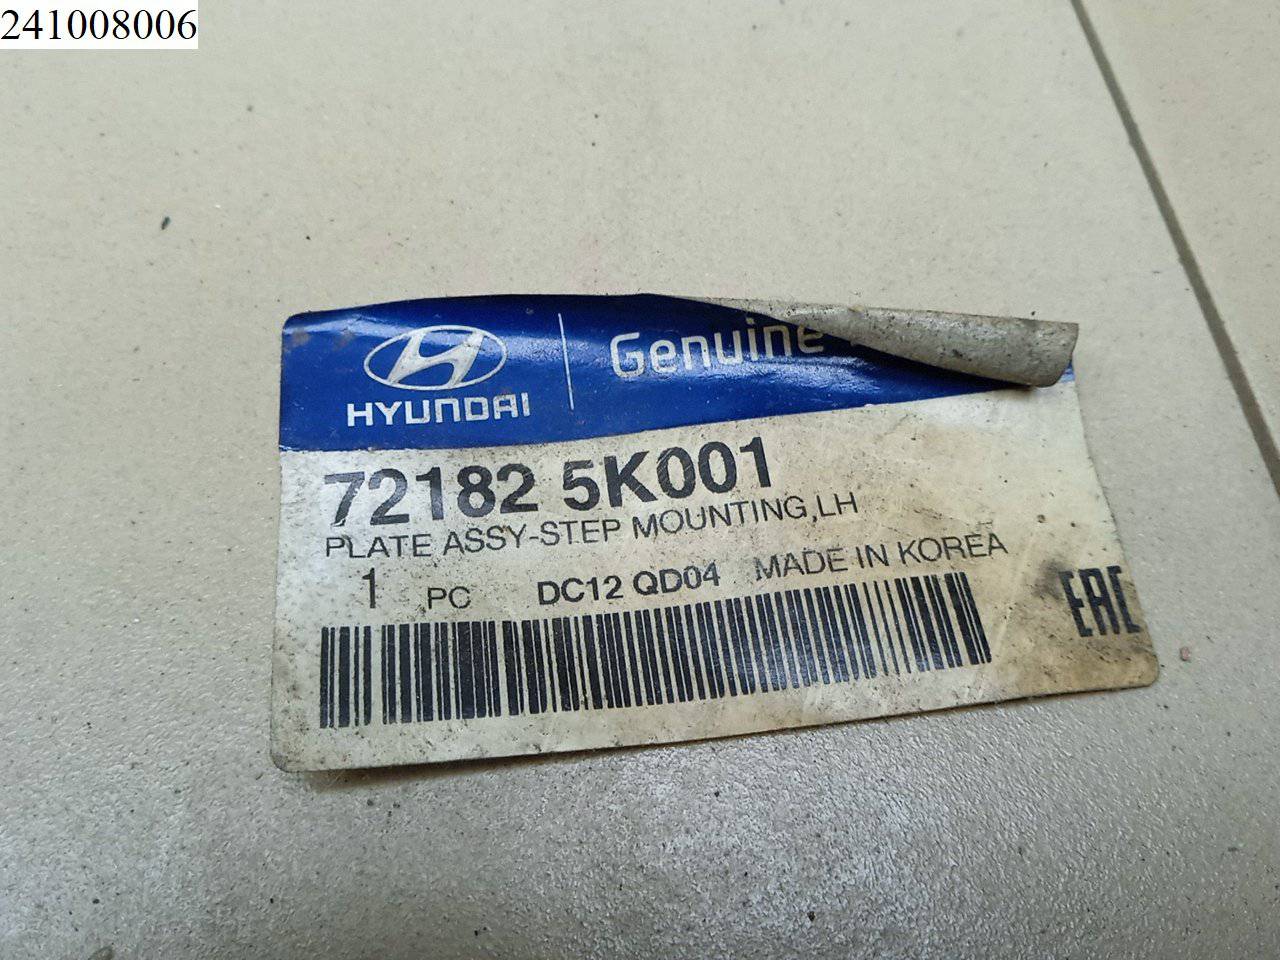 241008006
HYUNDAI
Genuine
72182 5K001
PLATE ASSY-STEP MOUNTING,LH
1 PC DC12 QD04 MADE IN KOREA
EAC